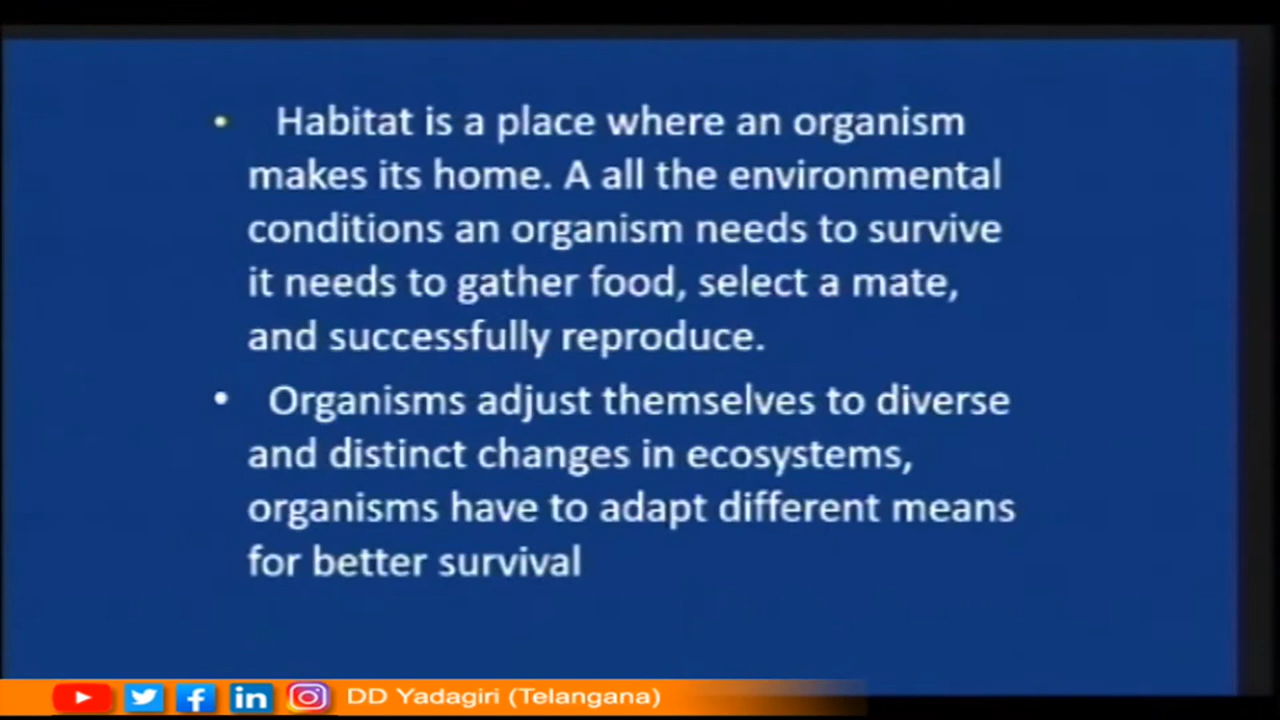 • Habitat is a place where an organism
makes its home. A all the environmental
conditions an organism needs to survive
it needs to gather food, select a mate,
and successfully reproduce.
• Organisms adjust themselves to diverse
and distinct changes in ecosystems,
organisms have to adapt different means
for better survival
DD Yadagiri (Telangana)